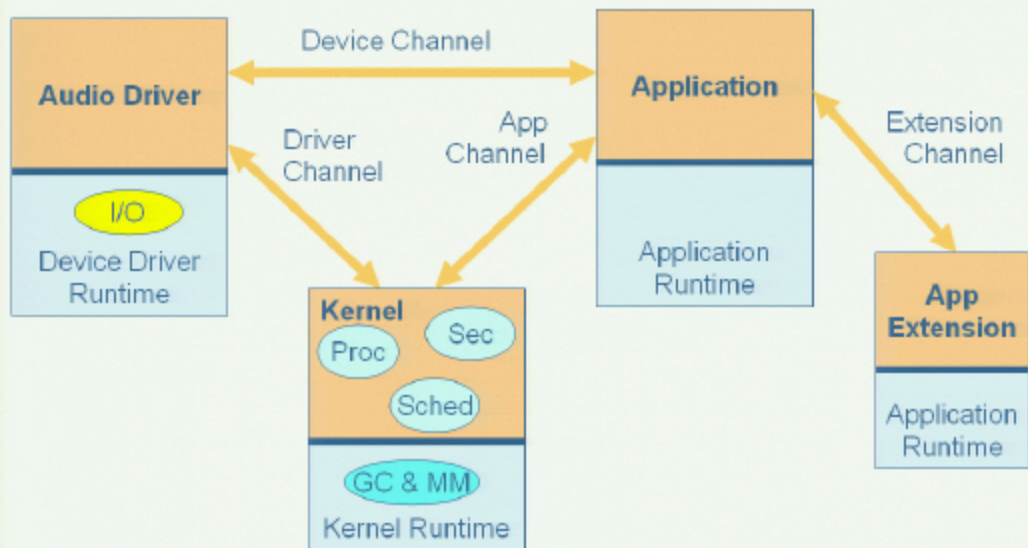 Device Channel
Audio Driver
Application
Driver
Channel
App
Channel
Extension
Channel
I/O
Device Driver
Runtime
Application
Runtime
Kernel
Proc
Sec
Sched
App
Extension
GC & MM
Kernel Runtime
Application
Runtime